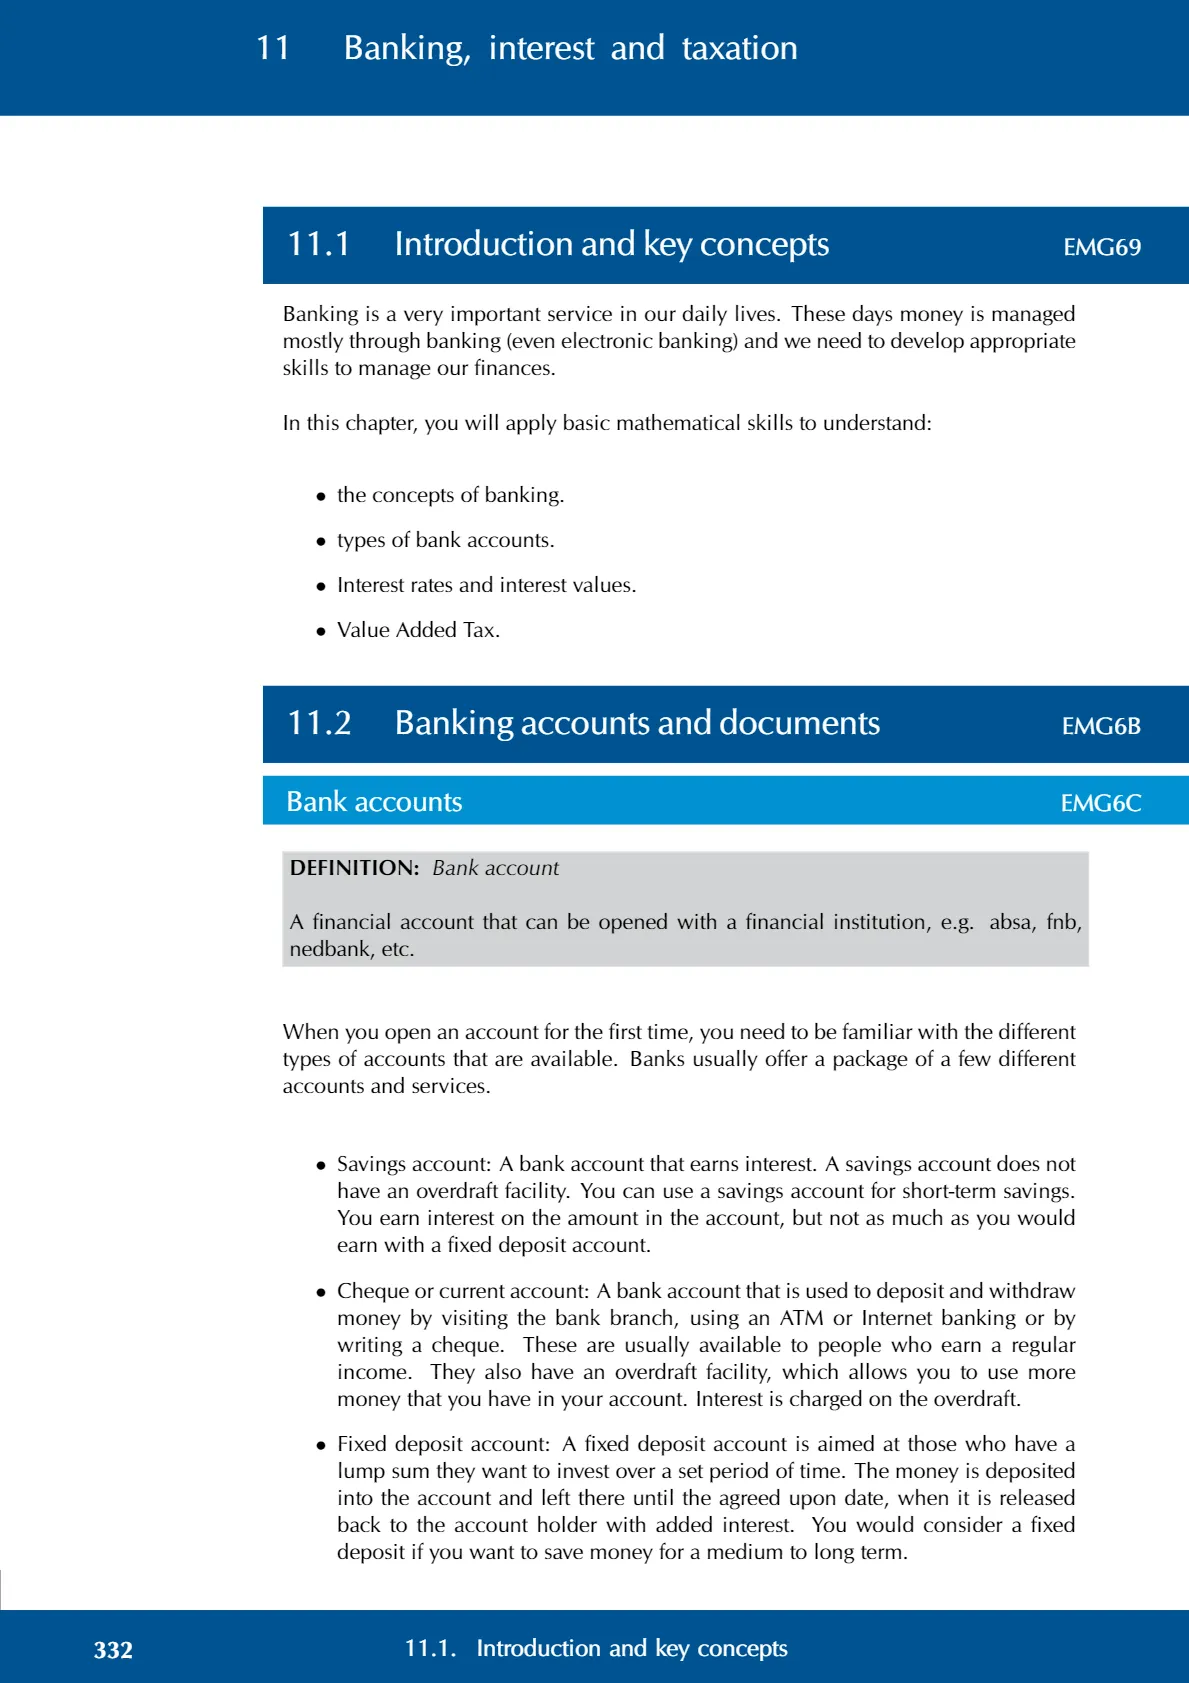 11 Banking, interest and taxation
11.1 Introduction and key concepts EMG69
Banking is a very important service in our daily lives. These days money is managed
mostly through banking (even electronic banking) and we need to develop appropriate
skills to manage our finances.
In this chapter, you will apply basic mathematical skills to understand:
• the concepts of banking.
• types of bank accounts.
• Interest rates and interest values.
• Value Added Tax.
11.2 Banking accounts and documents EMG6B
Bank accounts EMG6C
DEFINITION: Bank account
A financial account that can be opened with a financial institution, e.g. absa, fnb,
nedbank, etc.
When you open an account for the first time, you need to be familiar with the different
types of accounts that are available. Banks usually offer a package of a few different
accounts and services.
• Savings account: A bank account that earns interest. A savings account does not
have an overdraft facility. You can use a savings account for short-term savings.
You earn interest on the amount in the account, but not as much as you would
earn with a fixed deposit account.
• Cheque or current account: A bank account that is used to deposit and withdraw
money by visiting the bank branch, using an ATM or Internet banking or by
writing a cheque. These are usually available to people who earn a regular
income. They also have an overdraft facility, which allows you to use more
money that you have in your account. Interest is charged on the overdraft.
• Fixed deposit account: A fixed deposit account is aimed at those who have a
lump sum they want to invest over a set period of time. The money is deposited
into the account and left there until the agreed upon date, when it is released
back to the account holder with added interest. You would consider a fixed
deposit if you want to save money for a medium to long term.
332 11.1. Introduction and key concepts